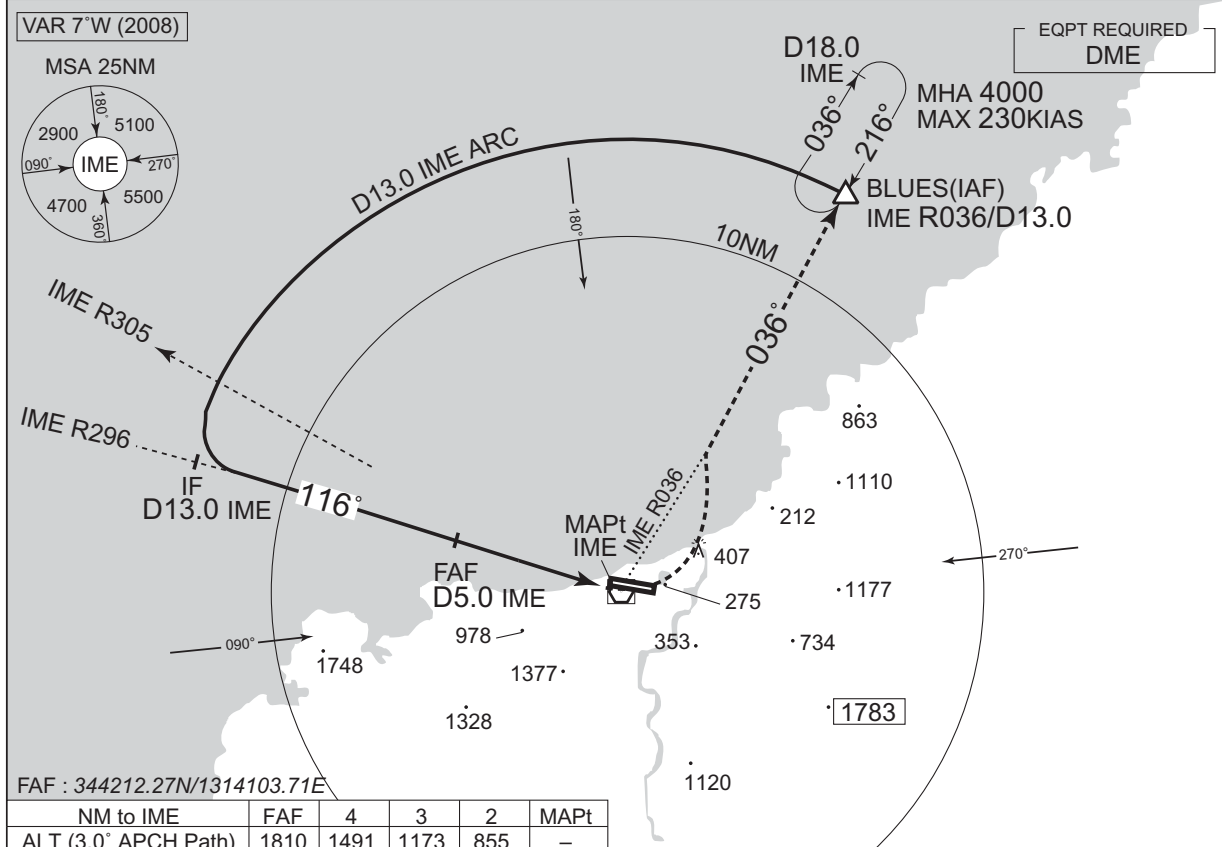 VAR 7°W (2008)
MSA 25NM
180°
2900
5100
090°
IME
270°
4700
5500
360°
EQPT REQUIRED
DME
D18.0
IME
036°
216°
MHA 4000
MAX 230KIAS
BLUES(IAF)
IME R036/D13.0
D13.0 IME ARC
180°
10NM
036°
IME R305
IME R296
IF
D13.0 IME
116°
FAF
D5.0 IME
MAPt
IME
IME R036
863
1110
212
407
275
1177
270°
090°
1748
978
1377
1328
353
734
1783
1120
FAF : 344212.27N/1314103.71E
NM to IME FAF 4 3 2 MAPt
ALT (3.0° APCH Path) 1810 1491 1173 855 –